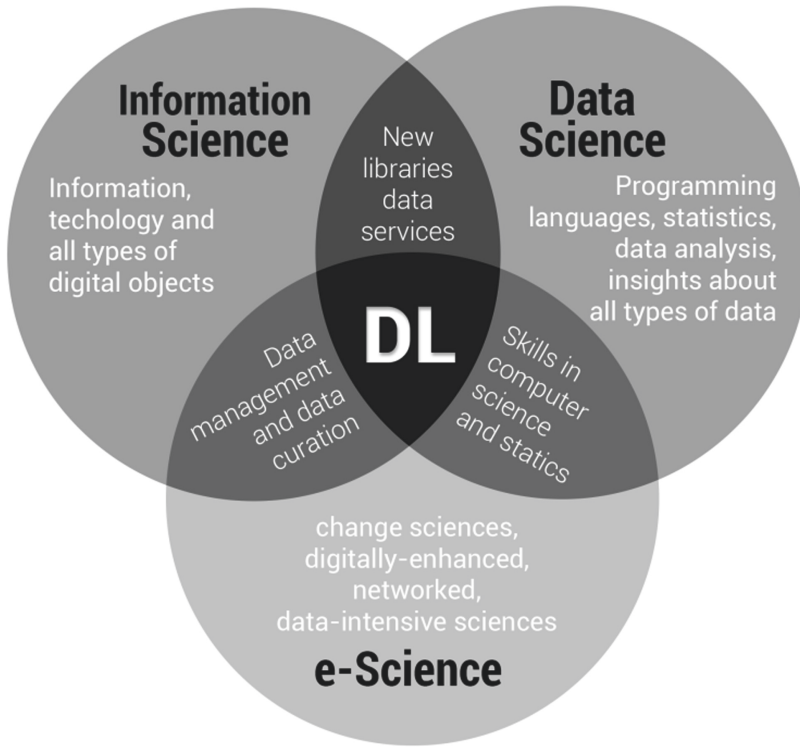 Information
Science
Information,
techology and
all types of
digital objects
Data
Science
Programming
languages, statistics,
data analysis,
insights about
all types of data
New
libraries
data
services
DL
Data
management
and data
curation
Skills in
computer
science
and statics
change sciences,
digitally-enhanced,
networked,
data-intensive sciences
e-Science